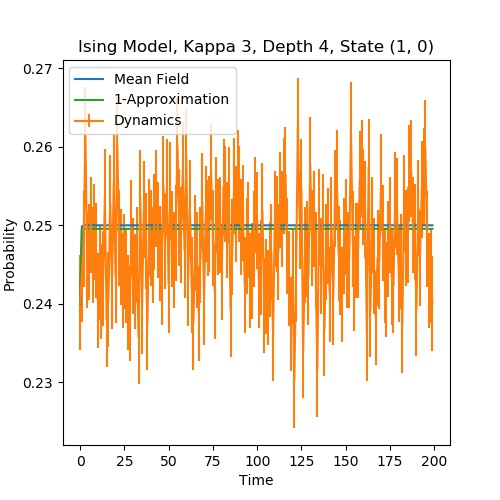 Ising Model, Kappa 3, Depth 4, State (1, 0)
0.27
0.26
0.25
0.24
0.23
Probability
Mean Field
1-Approximation
Dynamics
0 25 50 75 100 125 150 175 200
Time